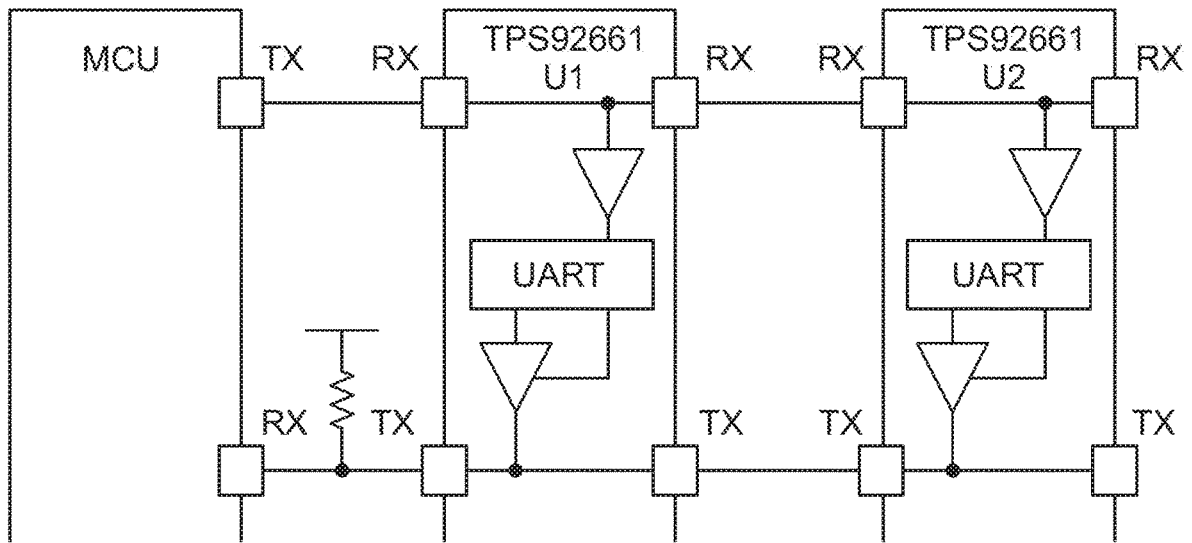 MCU
TX
RX
TPS92661
U1
RX
RX
TPS92661
U2
RX
UART
UART
RX
TX
TX
TX
TX